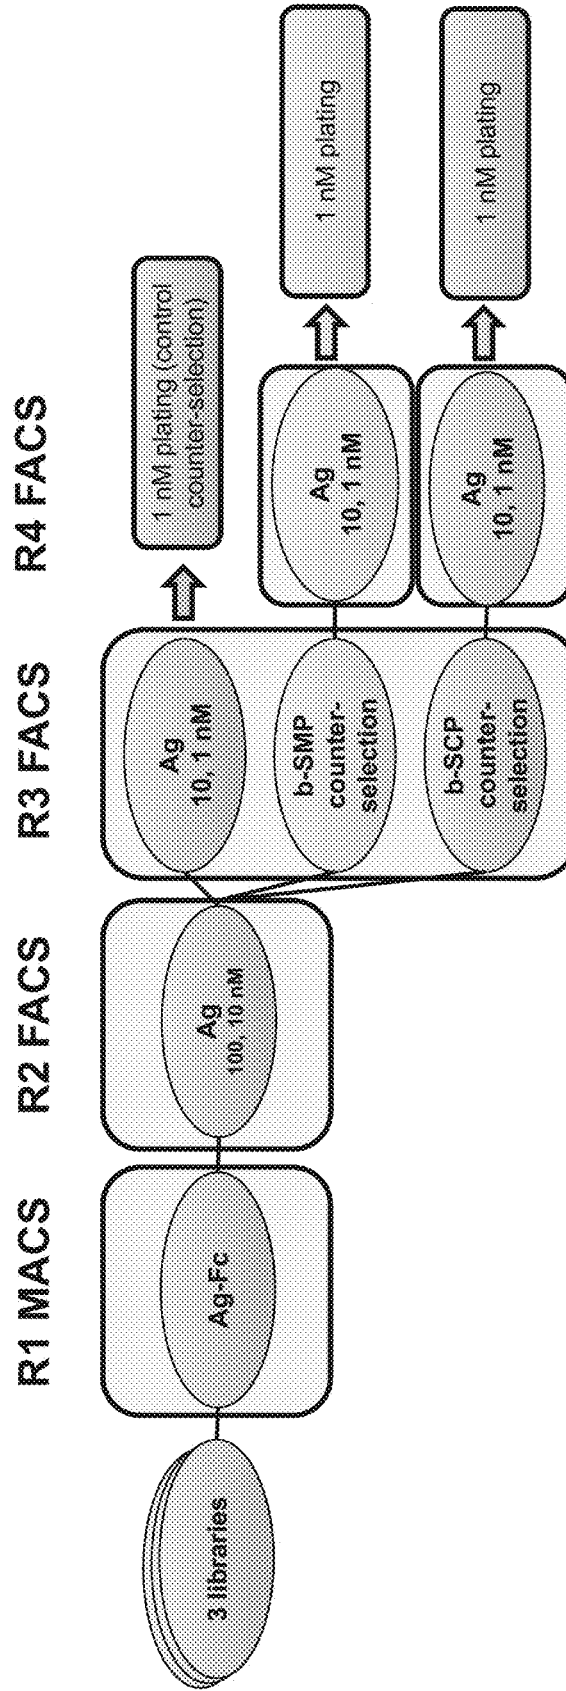 R1 MACS
R2 FACS
R3 FACS
R4 FACS
3 libraries
Ag-Fc
Ag
100, 10 nM
Ag
10, 1 nM
1 nM plating (control
counter-selection)
b-SMP
counter-
selection
Ag
10, 1 nM
1 nM plating
b-SCP
counter-
selection
Ag
10, 1 nM
1 nM plating